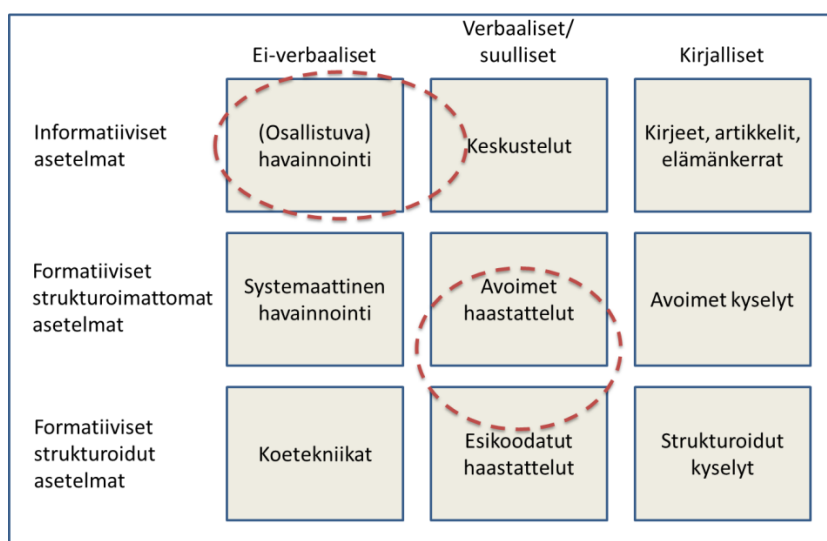 Ei-verbaaliset
Verbaaliset/
suulliset
Kirjalliset
Informatiiviset
asetelmat
(Osallistuva)
havainnointi
Keskustelut
Kirjeet, artikkelit,
elämänkerrat
Formatiiviset
strukturoimattomat
asetelmat
Systemaattinen
havainnointi
Avoimet
haastattelut
Avoimet kyselyt
Formatiiviset
strukturoidut
asetelmat
Koetekniikat
Esikoodatut
haastattelut
Strukturoidut
kyselyt